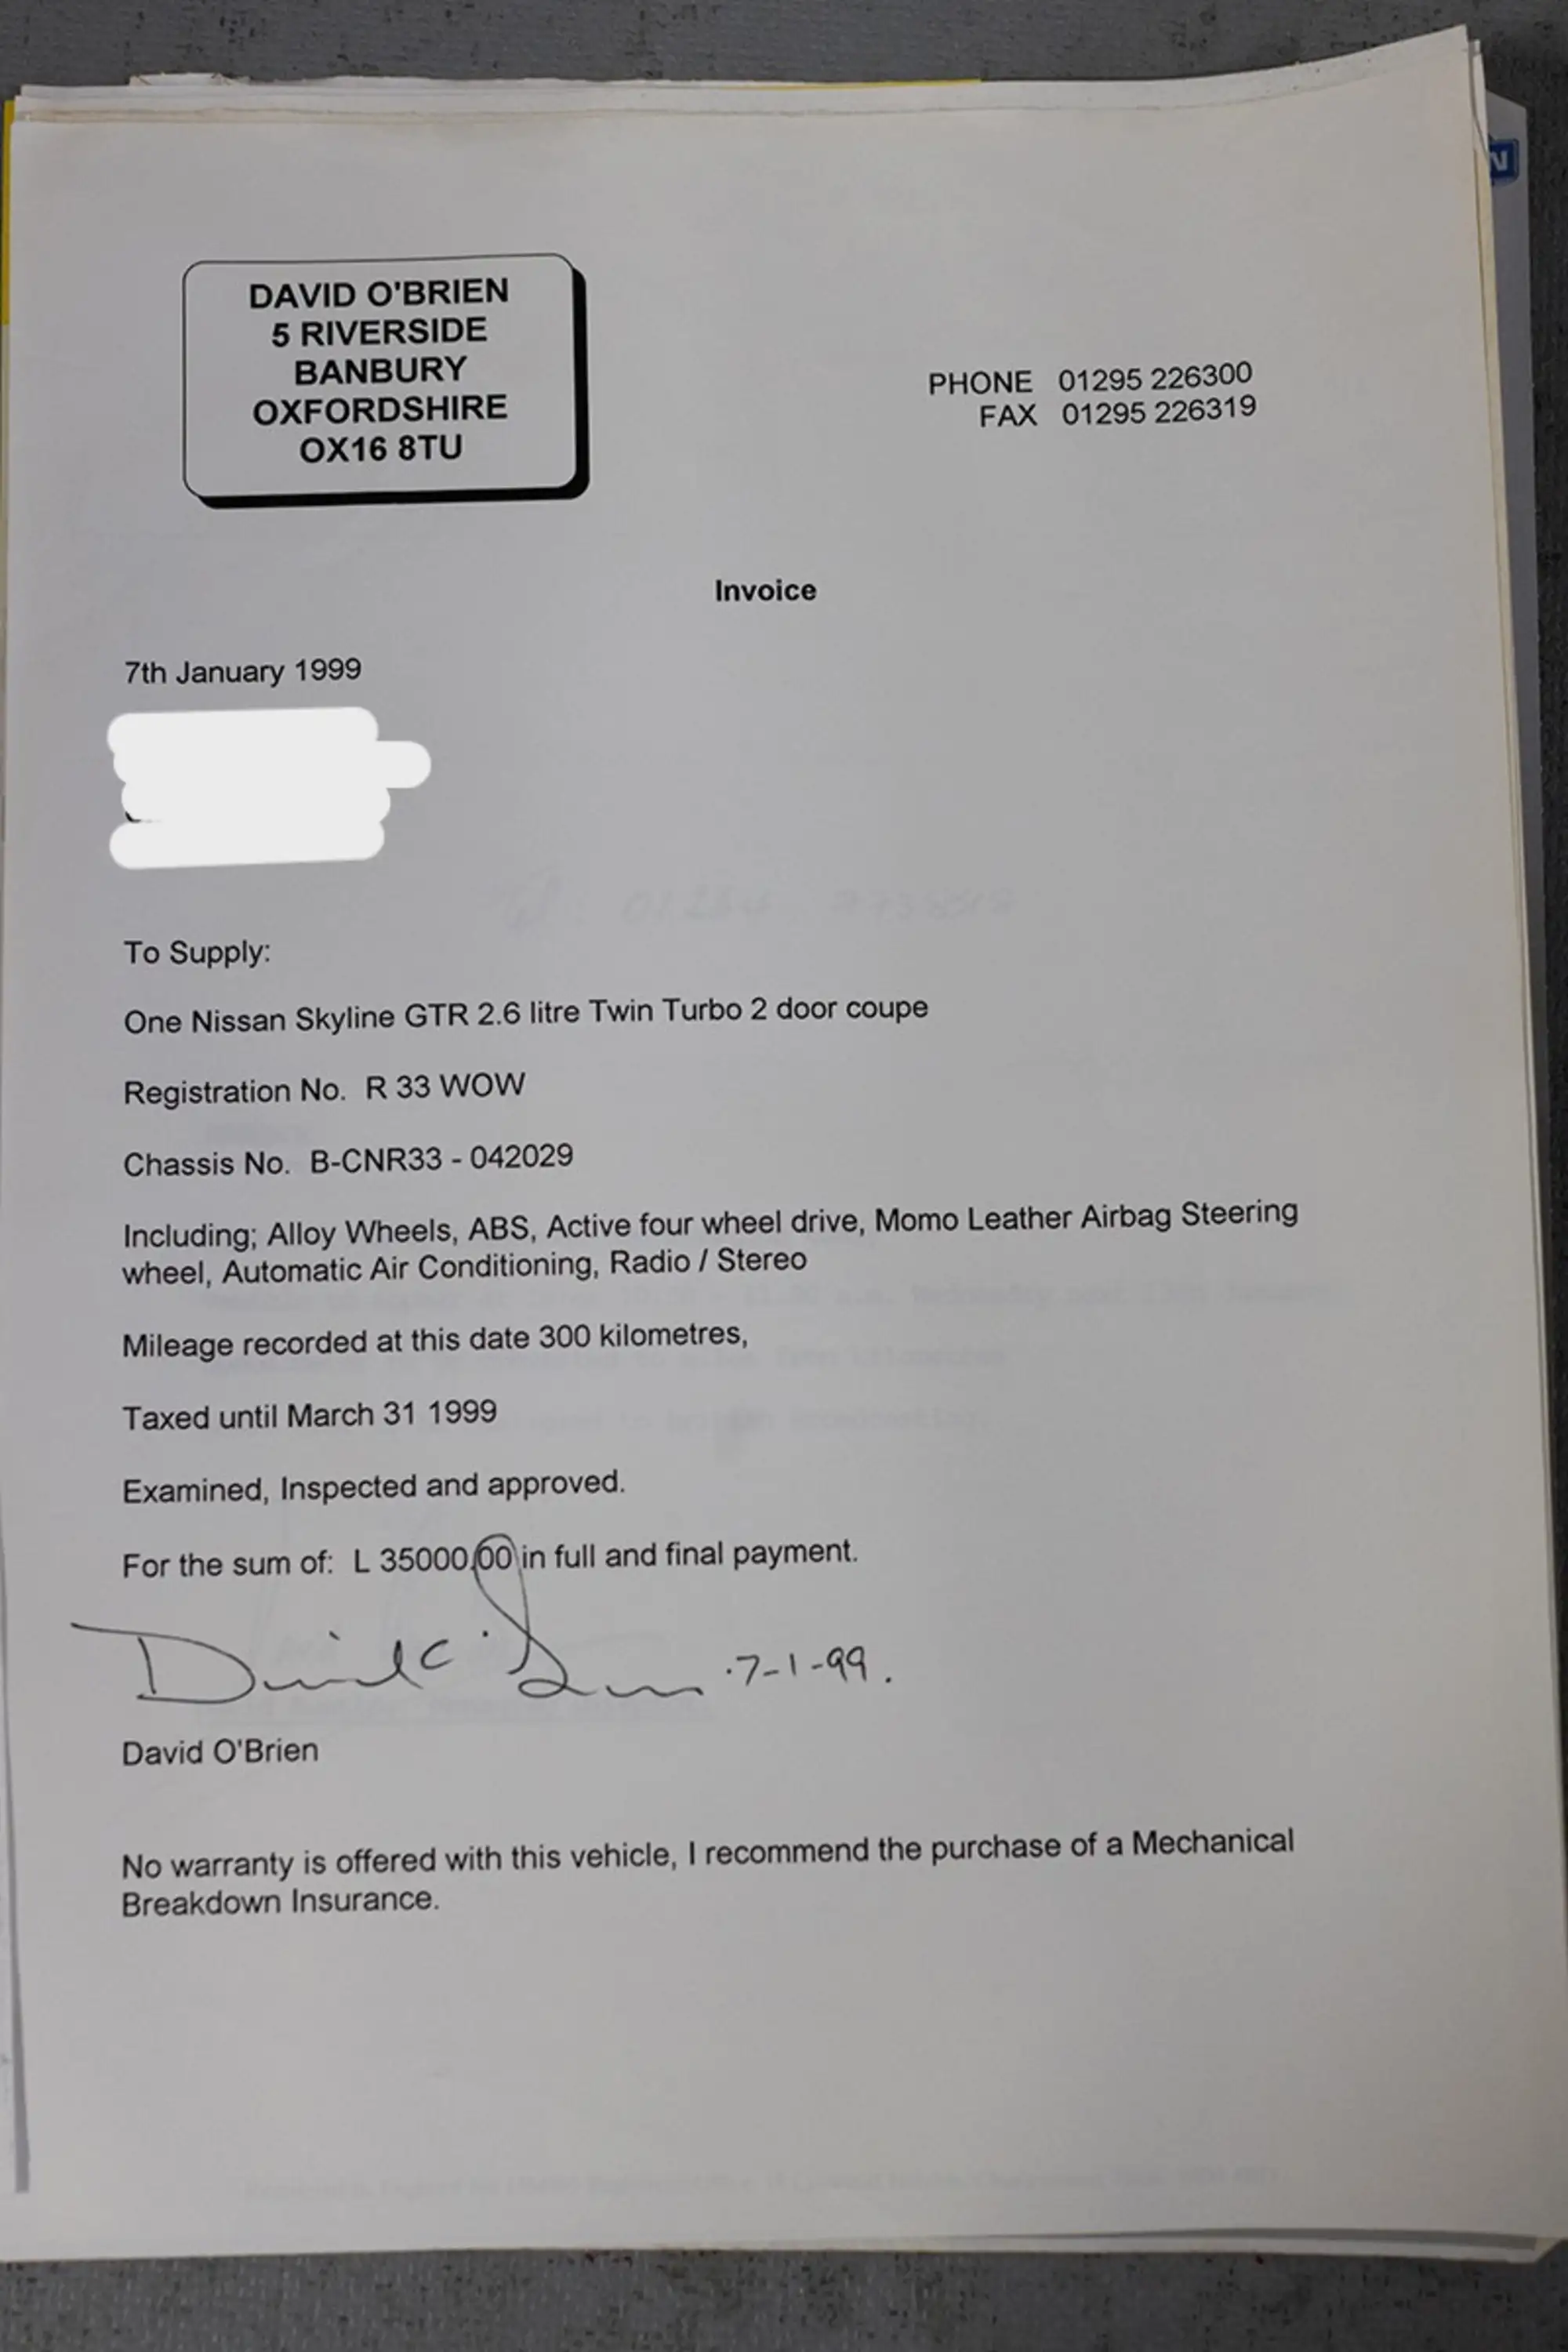 N
DAVID O'BRIEN
5 RIVERSIDE
BANBURY
OXFORDSHIRE
OX16 8TU
PHONE 01295 226300
FAX 01295 226319
Invoice
7th January 1999
To Supply:
One Nissan Skyline GTR 2.6 litre Twin Turbo 2 door coupe
Registration No. R 33 WOW
Chassis No. B-CNR33 - 042029
Including; Alloy Wheels, ABS, Active four wheel drive, Momo Leather Airbag Steering
wheel, Automatic Air Conditioning, Radio / Stereo
Mileage recorded at this date 300 kilometres,
Taxed until March 31 1999
Examined, Inspected and approved.
For the sum of: L 35000.00 in full and final payment.
7-1-99.
David O'Brien
No warranty is offered with this vehicle, I recommend the purchase of a Mechanical
Breakdown Insurance.